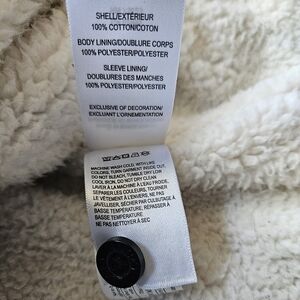 SHELL/EXTÉRIEUR
100% COTTON/COTON
BODY LINING/DOUBLURE CORPS
100% POLYESTER/POLYESTER
SLEEVE LINING/
DOUBLURES DES MANCHES
100% POLYESTER/POLYESTER
EXCLUSIVE OF DECORATION/
EXCLUANT L'ORNEMENTATION
MACHINE WASH COLD, WITH LIKE
COLORS, TURN GARMENT INSIDE OUT,
DO NOT BLEACH, TUMBLE DRY LOW
COOL IRON, DO NOT DRY CLEAN
LAVER À LA MACHINE À L'EAU FROIDE,
SÉPARER LES COULEURS, TOURNER
LE VÊTEMENT À L'ENVERS, NE PAS
JAVELLISER, SÉCHER PAR CULBUTAGE À
BASSE TEMPÉRATURE, REPASSER À
BASSE TEMPÉRATURE
NE PAS NETTOYER À SEC